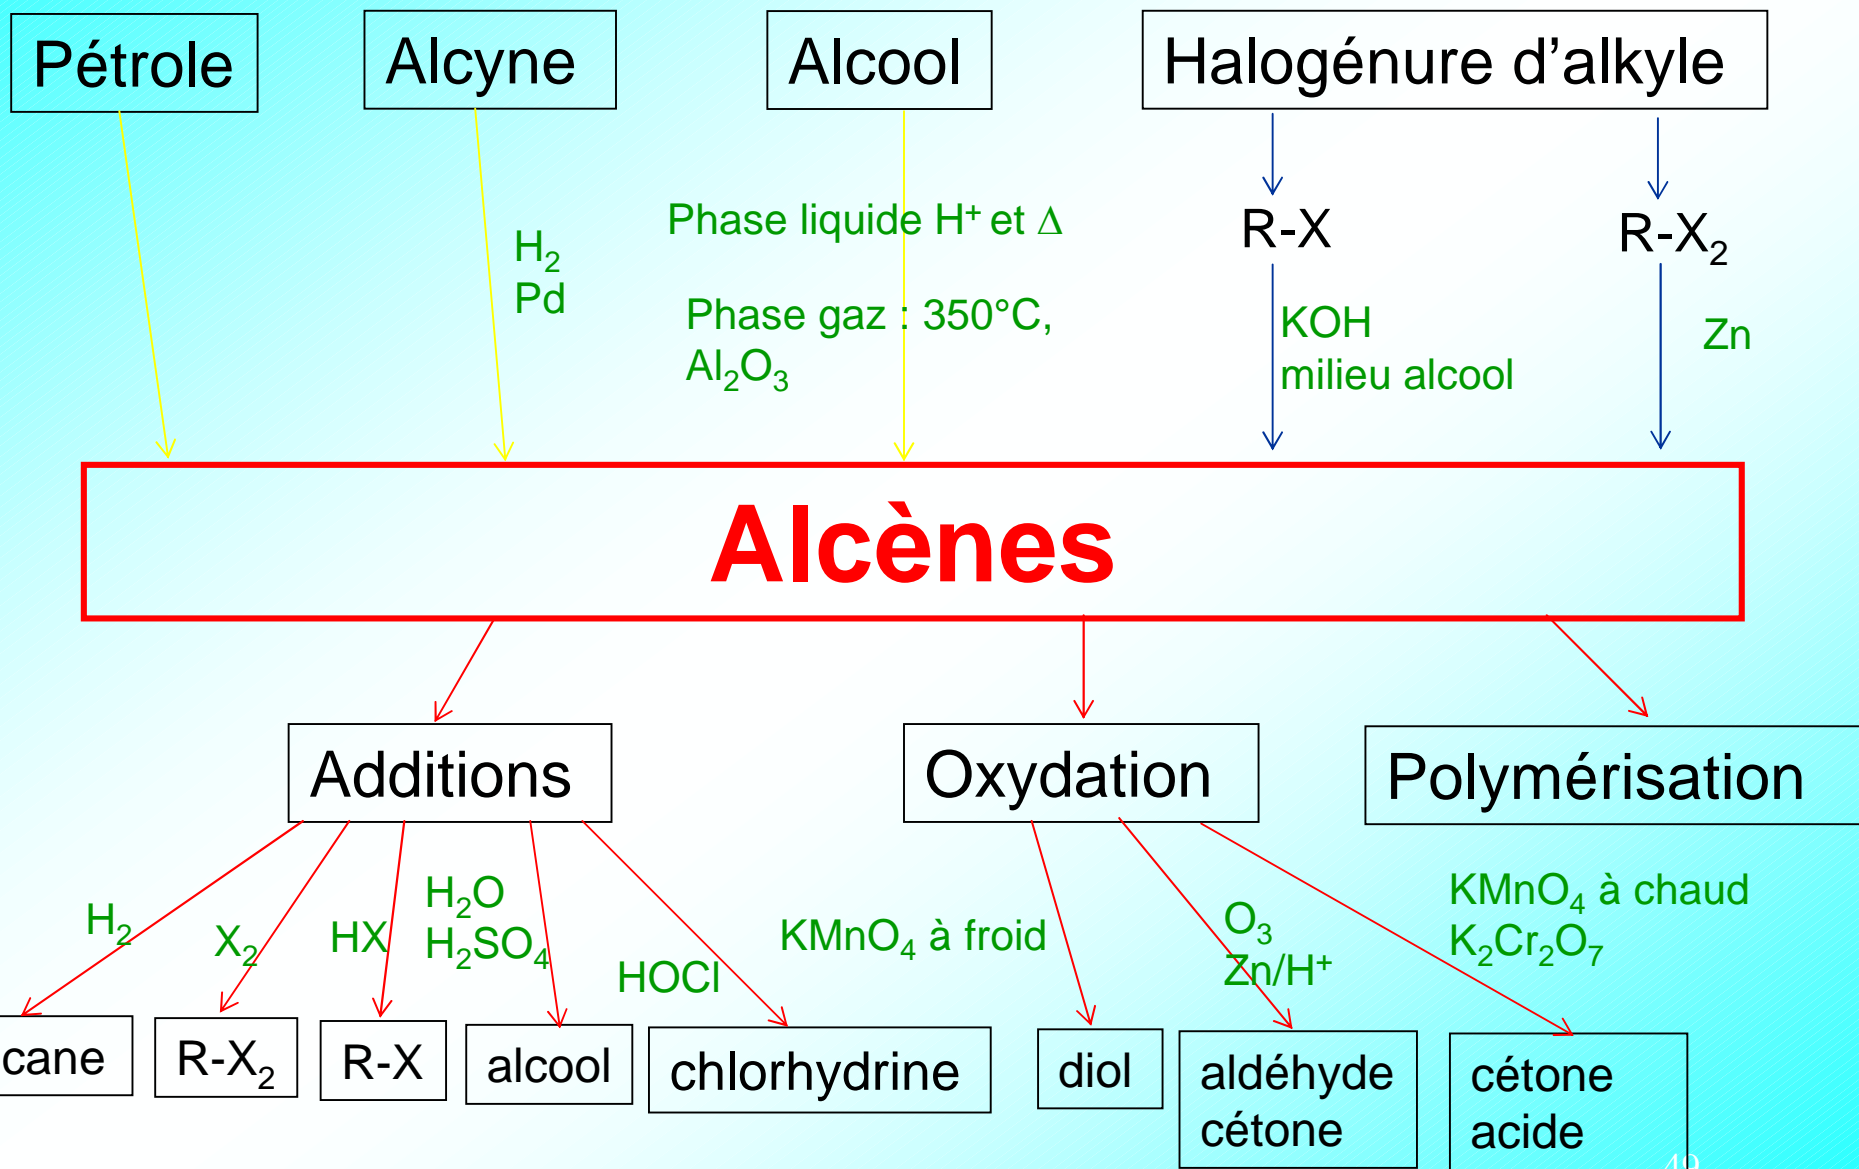 Pétrole
Alcyne
Alcool
Halogénure d'alkyle
H₂
Pd
Phase liquide H⁺ et Δ
Phase gaz : 350°C,
Al₂O₃
R-X
R-X₂
KOH
milieu alcool
Zn
Alcènes
Additions
Oxydation
Polymérisation
H₂
X₂
HX
H₂O
H₂SO₄
HOCl
KMnO₄ à froid
O₃
Zn/H⁺
KMnO₄ à chaud
K₂Cr₂O₇
cane
R-X₂
R-X
alcool
chlorhydrine
diol
aldéhyde
cétone
cétone
acide
49